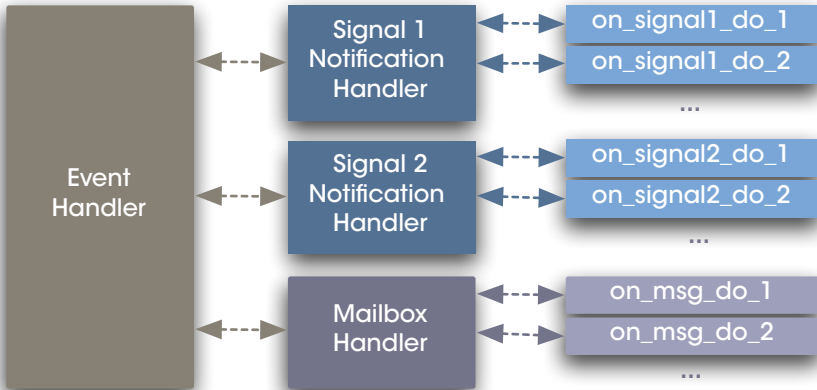 Event
Handler
Signal 1
Notification
Handler
on_signal1_do_1
on_signal1_do_2
...
Signal 2
Notification
Handler
on_signal2_do_1
on_signal2_do_2
...
Mailbox
Handler
on_msg_do_1
on_msg_do_2
...